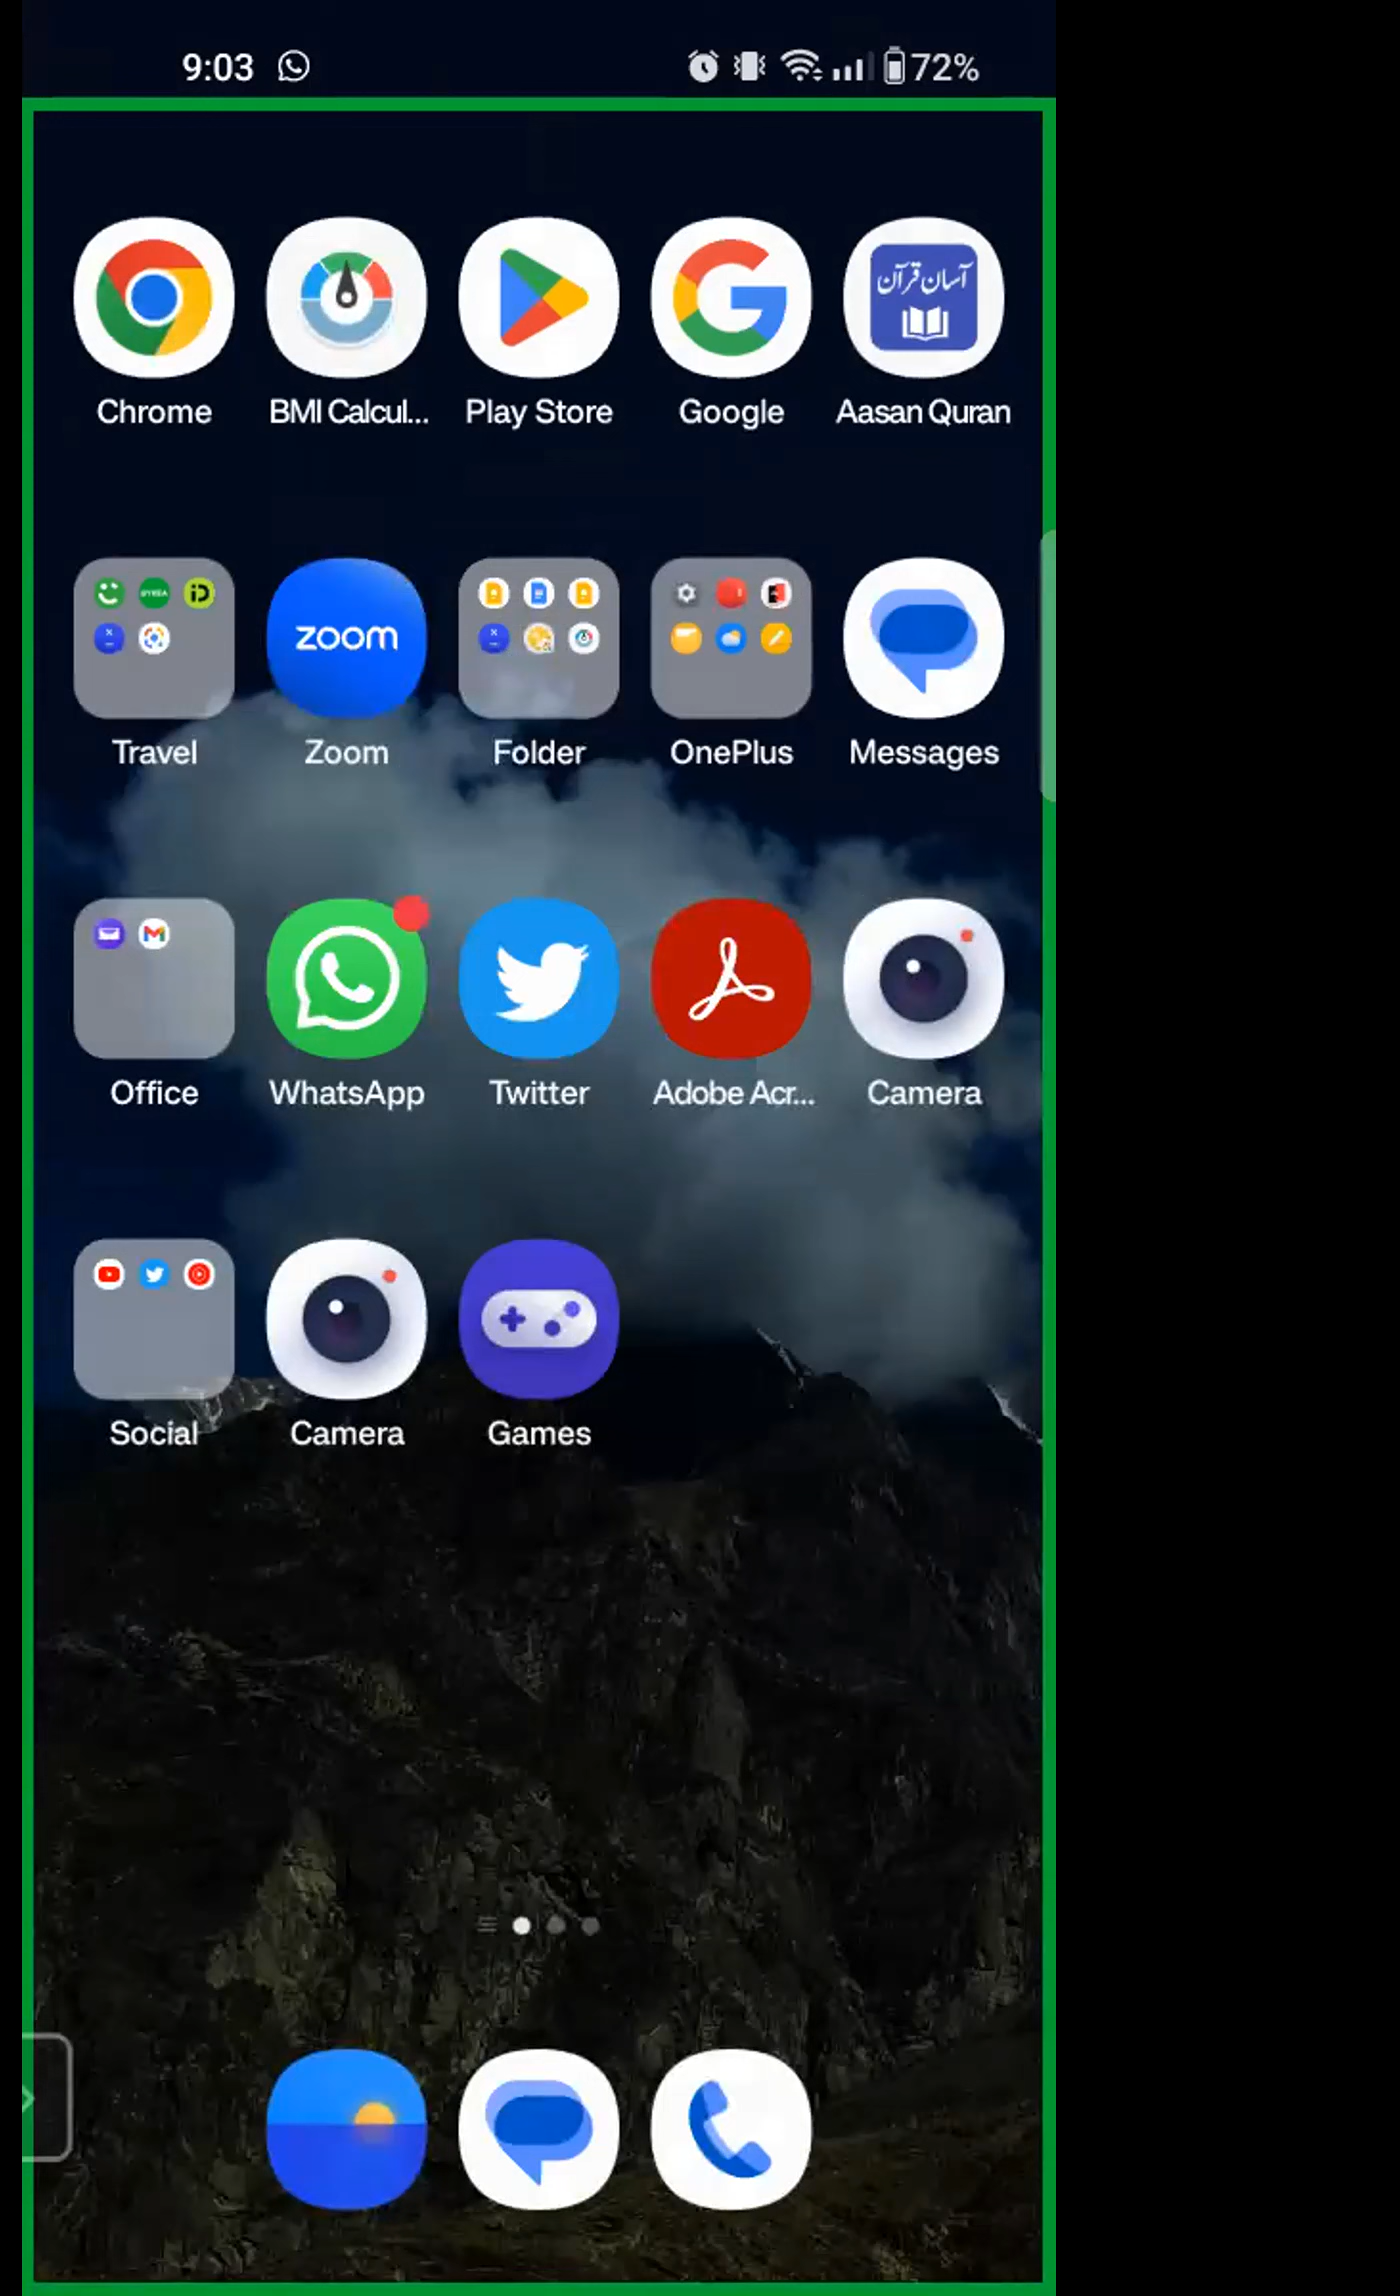 9:03 72%
Chrome BMI Calcul... Play Store Google Aasan Quran
آسان قرآن
zoom
Travel Zoom Folder OnePlus Messages
Office WhatsApp Twitter Adobe Acr... Camera
Social Camera Games